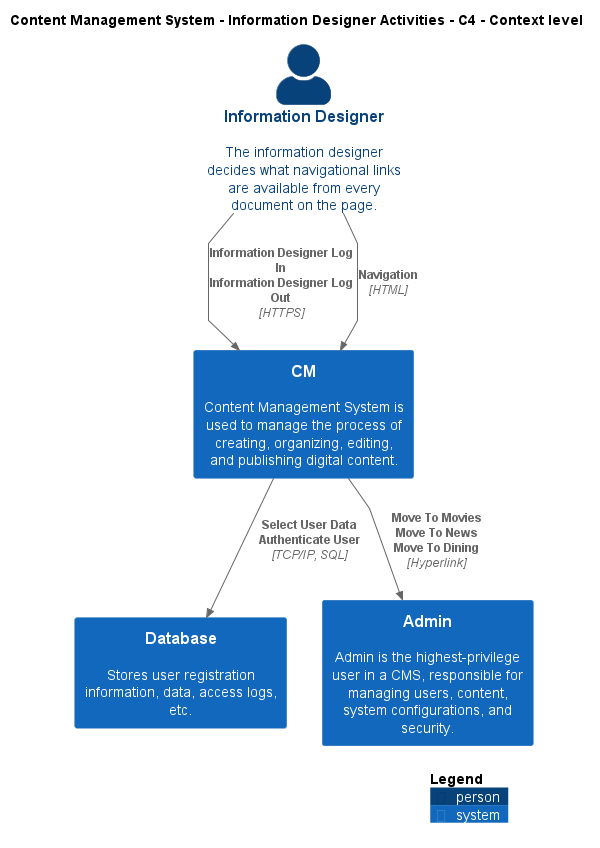 Content Management System - Information Designer Activities - C4 - Context level
Information Designer
The information designer
decides what navigational links
are available from every
document on the page.
Information Designer Log
In
Information Designer Log
Out
[HTTPS]
Navigation
[HTML]
CM
Content Management System is
used to manage the process of
creating, organizing, editing,
and publishing digital content.
Select User Data
Authenticate User
[TCP/IP, SQL]
Move To Movies
Move To News
Move To Dining
[Hyperlink]
Database
Stores user registration
information, data, access logs,
etc.
Admin
Admin is the highest-privilege
user in a CMS, responsible for
managing users, content,
system configurations, and
security.
Legend
person
system